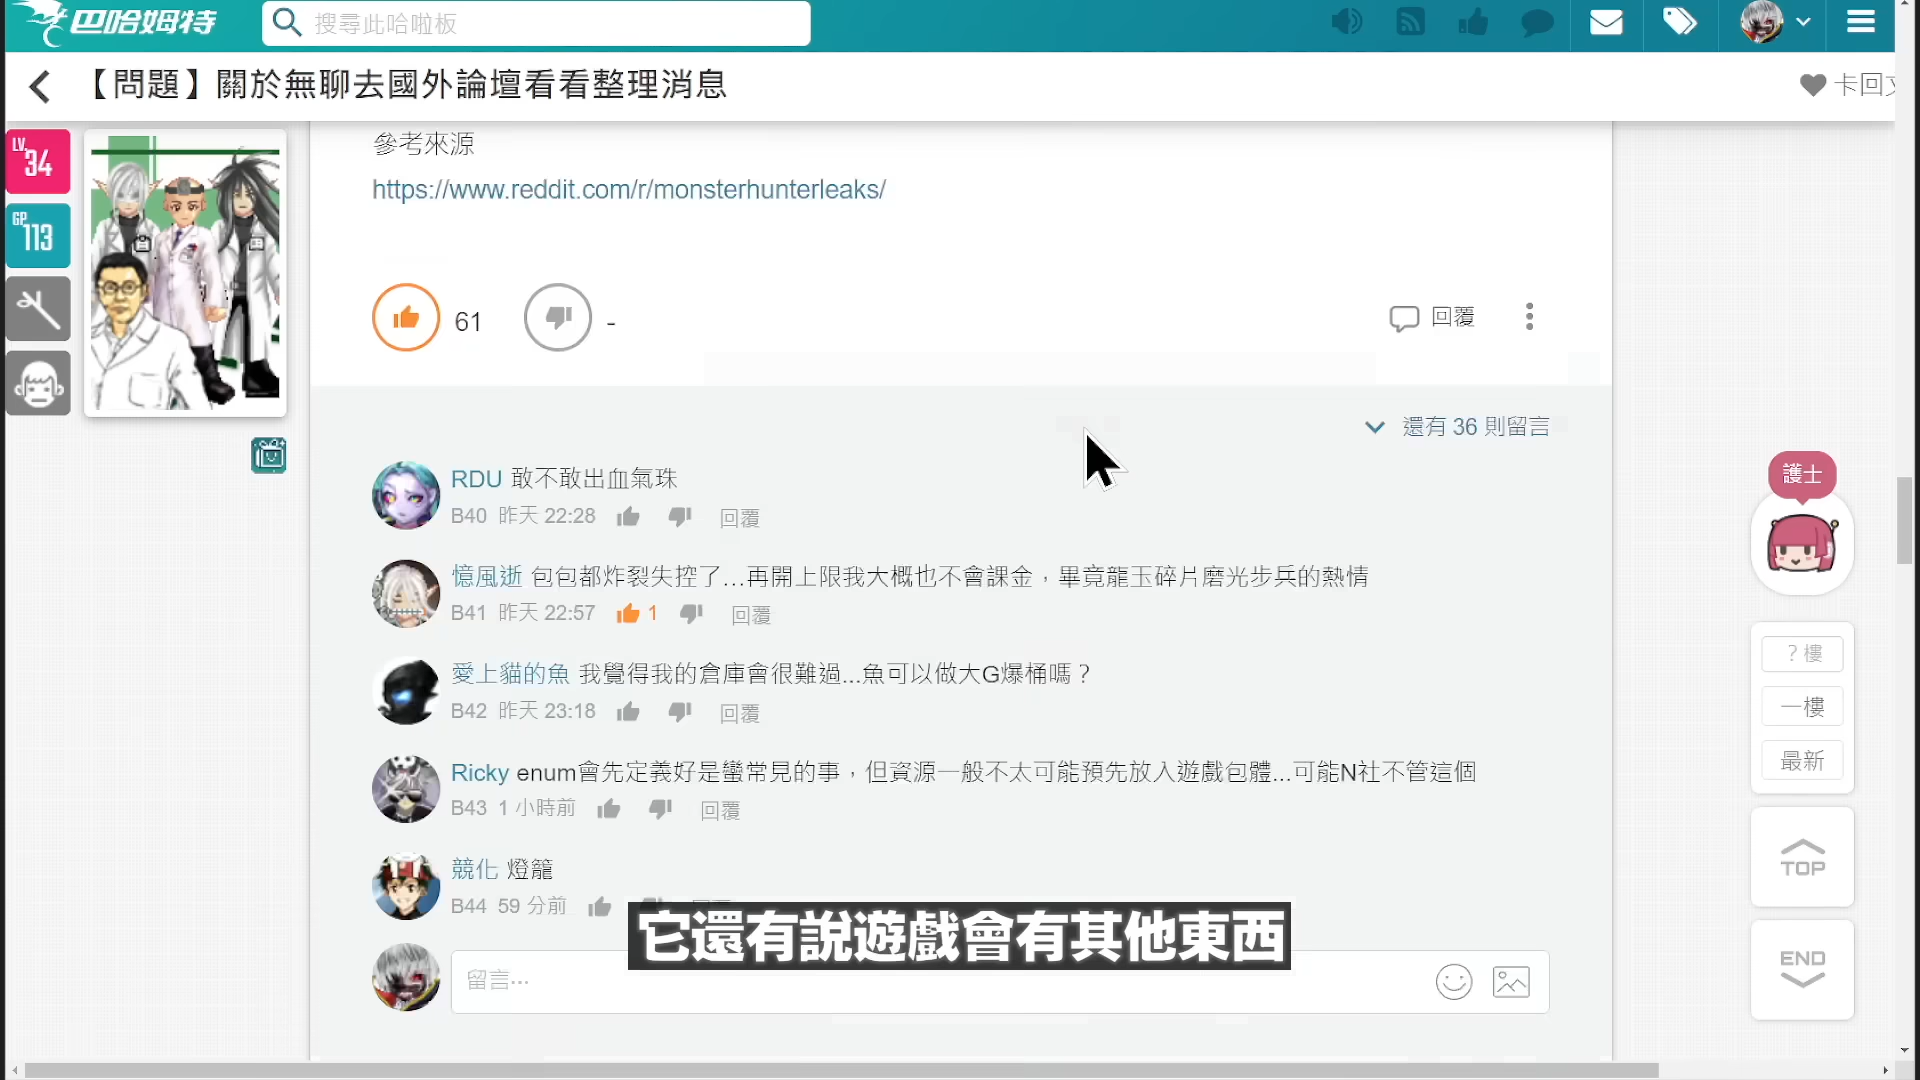 巴哈姆特
搜尋此哈啦板
【問題】關於無聊去國外論壇看看整理消息
卡回文
LV.
34
GP
113
參考來源
https://www.reddit.com/r/monsterhunterleaks/
61
-
回覆
還有 36 則留言
RDU 敢不敢出血氣珠
B40 昨天 22:28 回覆
憶風逝 包包都炸裂失控了...再開上限我大概也不會課金，畢竟龍玉碎片磨光步兵的熱情
B41 昨天 22:57 1 回覆
愛上貓的魚 我覺得我的倉庫會很難過...魚可以做大G爆桶嗎？
B42 昨天 23:18 回覆
Ricky enum會先定義好是蠻常見的事，但資源一般不太可能預先放入遊戲包體...可能N社不管這個
B43 1 小時前 回覆
競化 燈籠
B44 59 分前
它還有說遊戲會有其他東西
留言...
護士
? 樓
一樓
最新
TOP
END